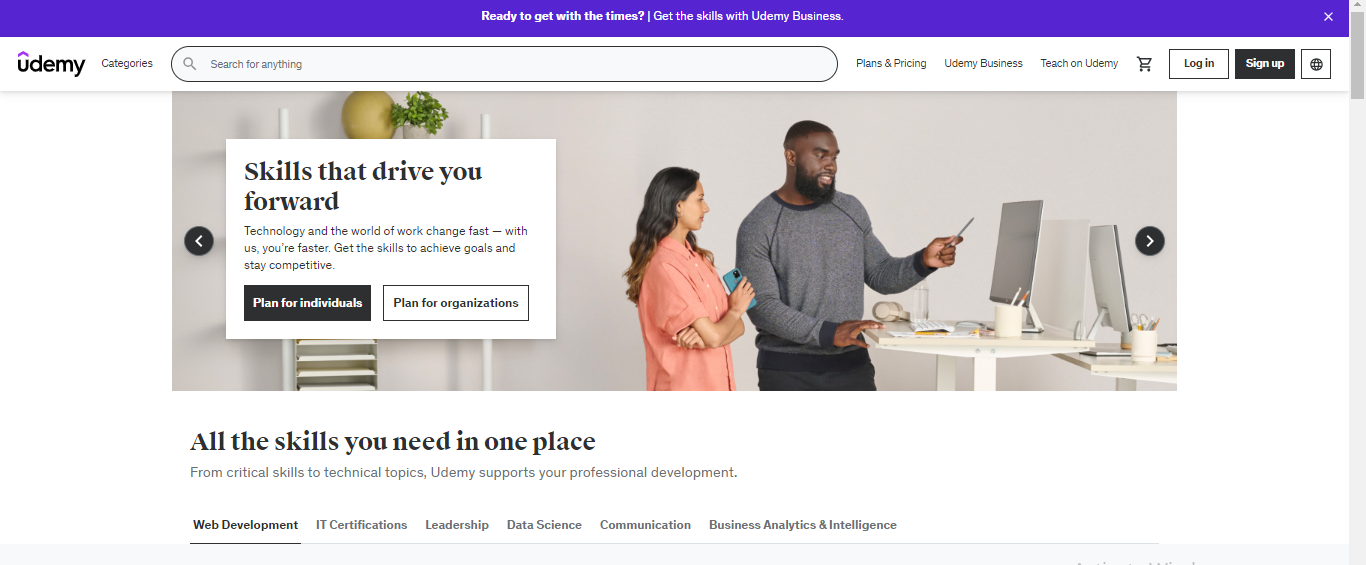 Ready to get with the times? | Get the skills with Udemy Business.
udemy Categories Search for anything Plans & Pricing Udemy Business Teach on Udemy Log in Sign up
Skills that drive you
forward
Technology and the world of work change fast — with
us, you're faster. Get the skills to achieve goals and
stay competitive.
Plan for individuals Plan for organizations
All the skills you need in one place
From critical skills to technical topics, Udemy supports your professional development.
Web Development IT Certifications Leadership Data Science Communication Business Analytics & Intelligence